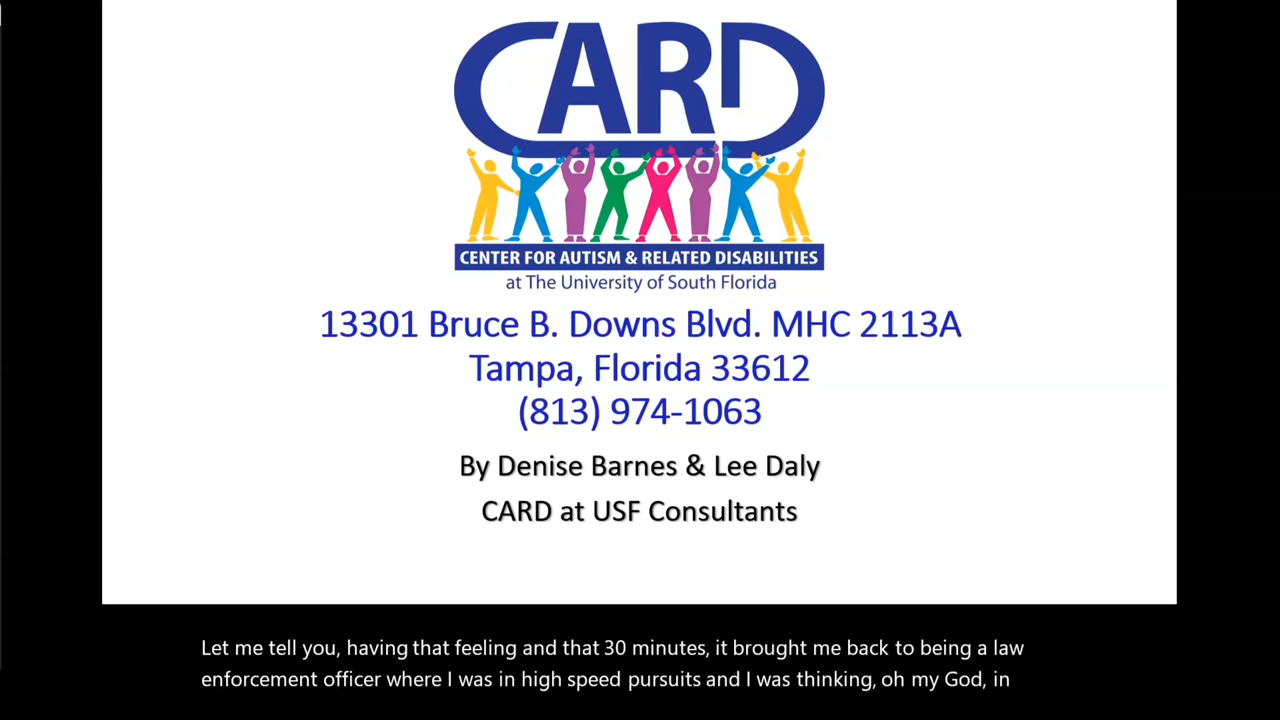 CARD
CENTER FOR AUTISM & RELATED DISABILITIES
at The University of South Florida
13301 Bruce B. Downs Blvd. MHC 2113A
Tampa, Florida 33612
(813) 974-1063
By Denise Barnes & Lee Daly
CARD at USF Consultants
Let me tell you, having that feeling and that 30 minutes, it brought me back to being a law
enforcement officer where I was in high speed pursuits and I was thinking, oh my God, in